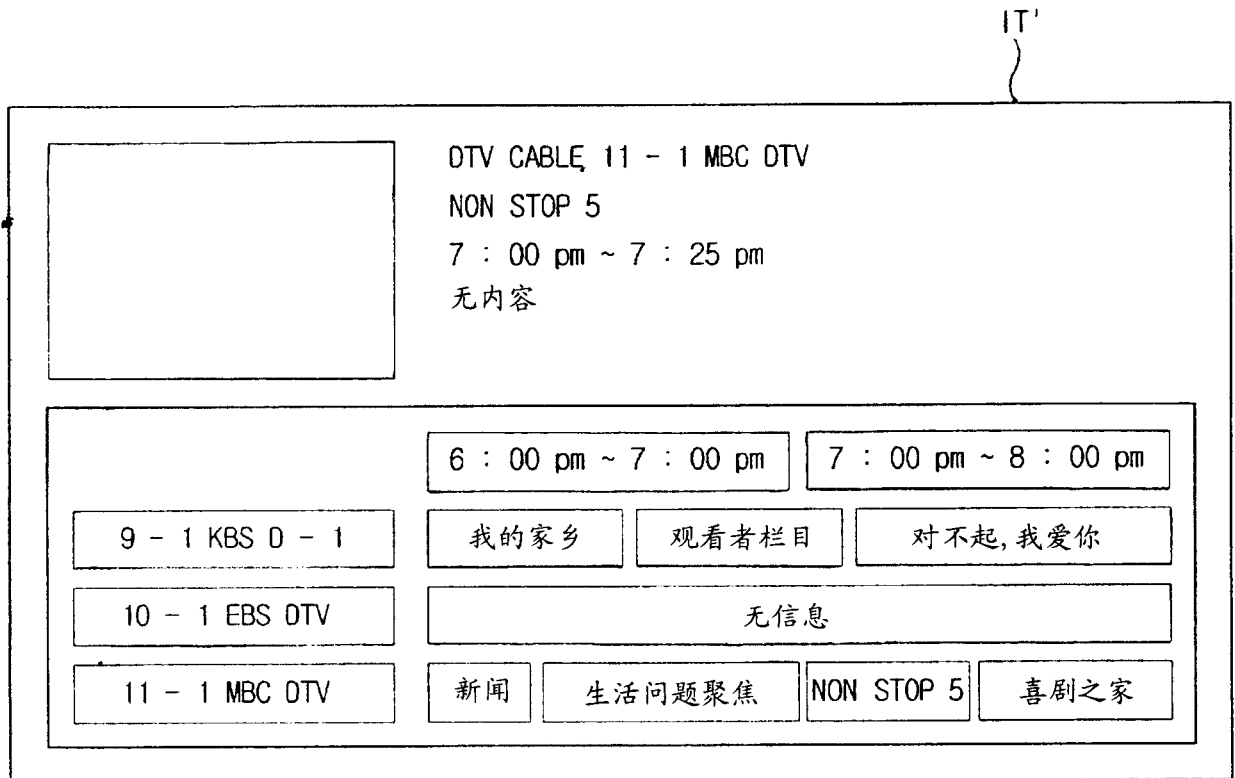 IT'
DTV CABLE, 11 - 1 MBC DTV
NON STOP 5
7 : 00 pm ~ 7 : 25 pm
无内容
6 : 00 pm ~ 7 : 00 pm 7 : 00 pm ~ 8 : 00 pm
9 - 1 KBS D - 1 我的家乡 观看者栏目 对不起,我爱你
10 - 1 EBS DTV 无信息
11 - 1 MBC DTV 新闻 生活问题聚焦 NON STOP 5 喜剧之家